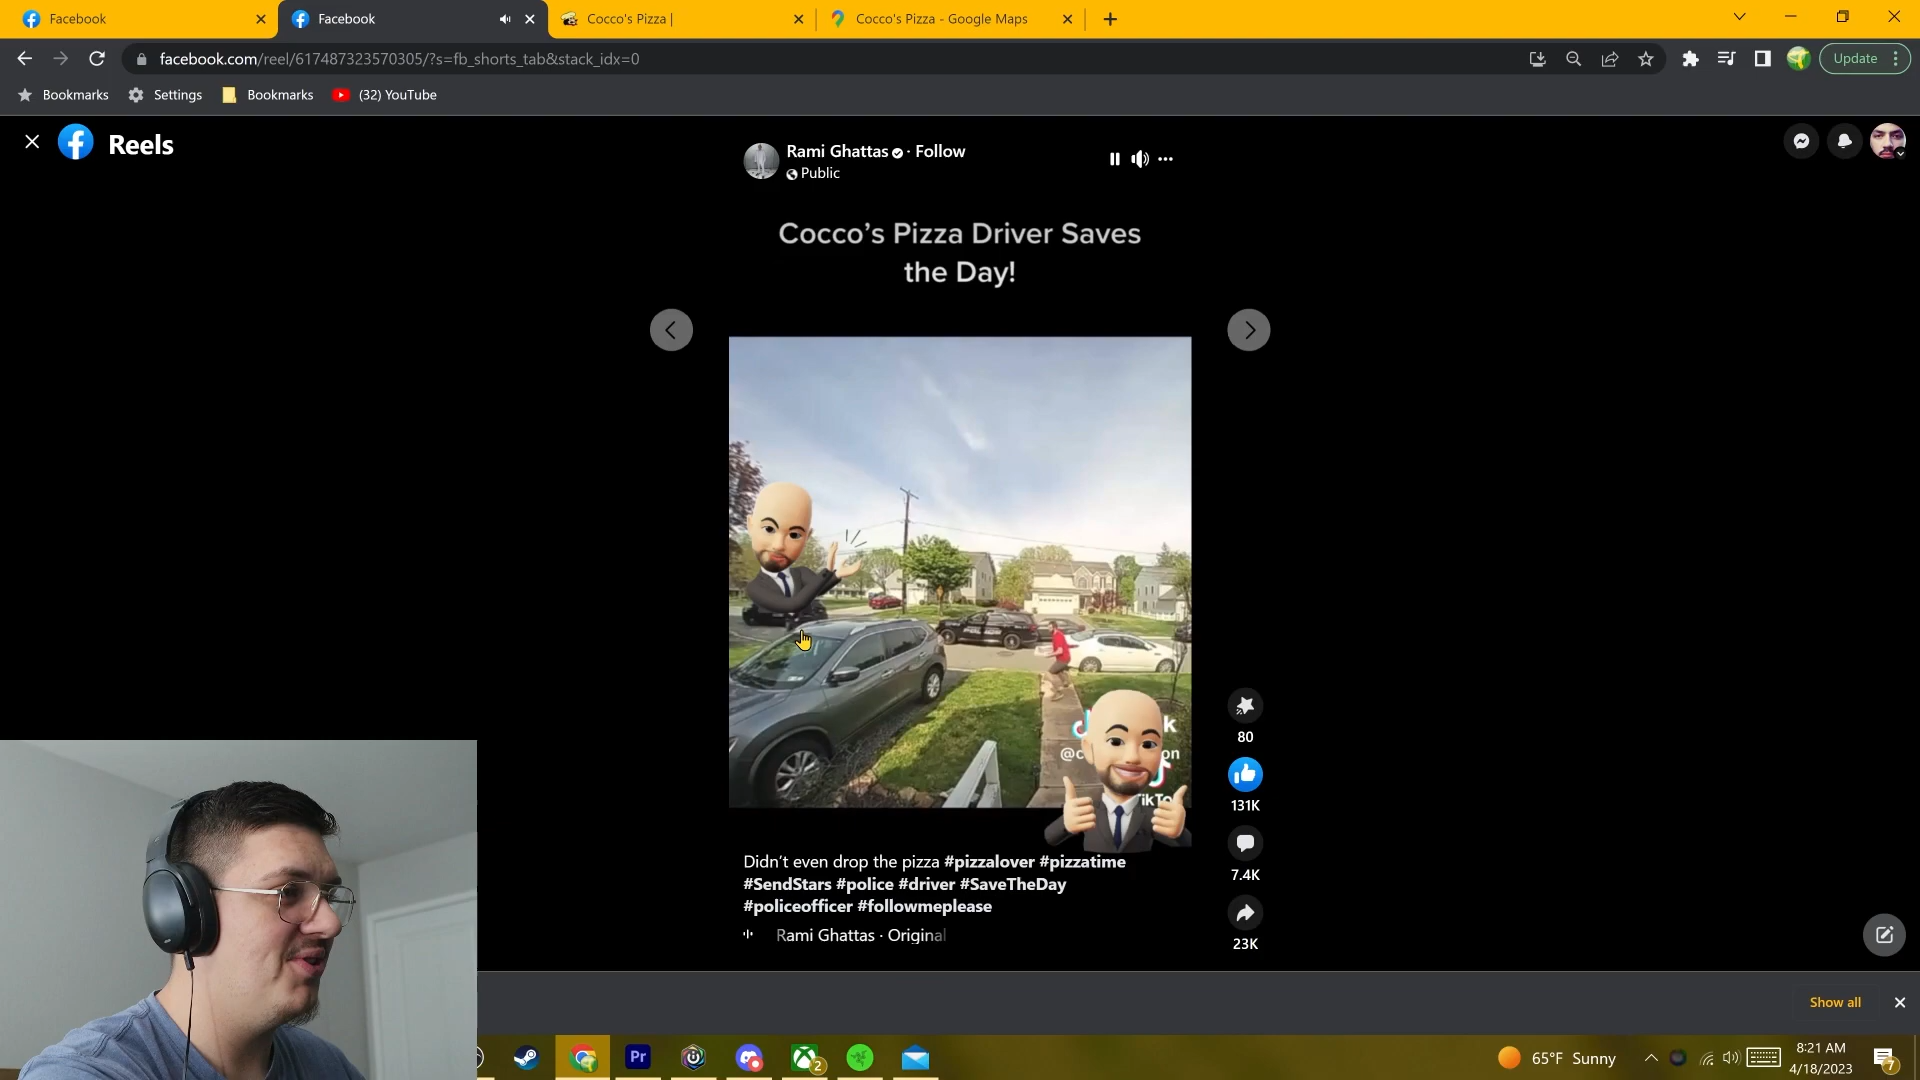 Facebook
Facebook
Cocco's Pizza |
Cocco's Pizza - Google Maps
facebook.com/reel/617487323570305/?s=fb_shorts_tab&stack_idx=0
Update
Bookmarks
Settings
Bookmarks
(32) YouTube
Reels
Rami Ghattas · Follow
Public
Cocco's Pizza Driver Saves
the Day!
80
131K
7.4K
23K
Didn't even drop the pizza #pizzalover #pizzatime
#SendStars #police #driver #SaveTheDay
#policeofficer #followmeplease
Rami Ghattas · Original
Show all
Pr
2
65°F Sunny
8:21 AM
4/18/2023
7